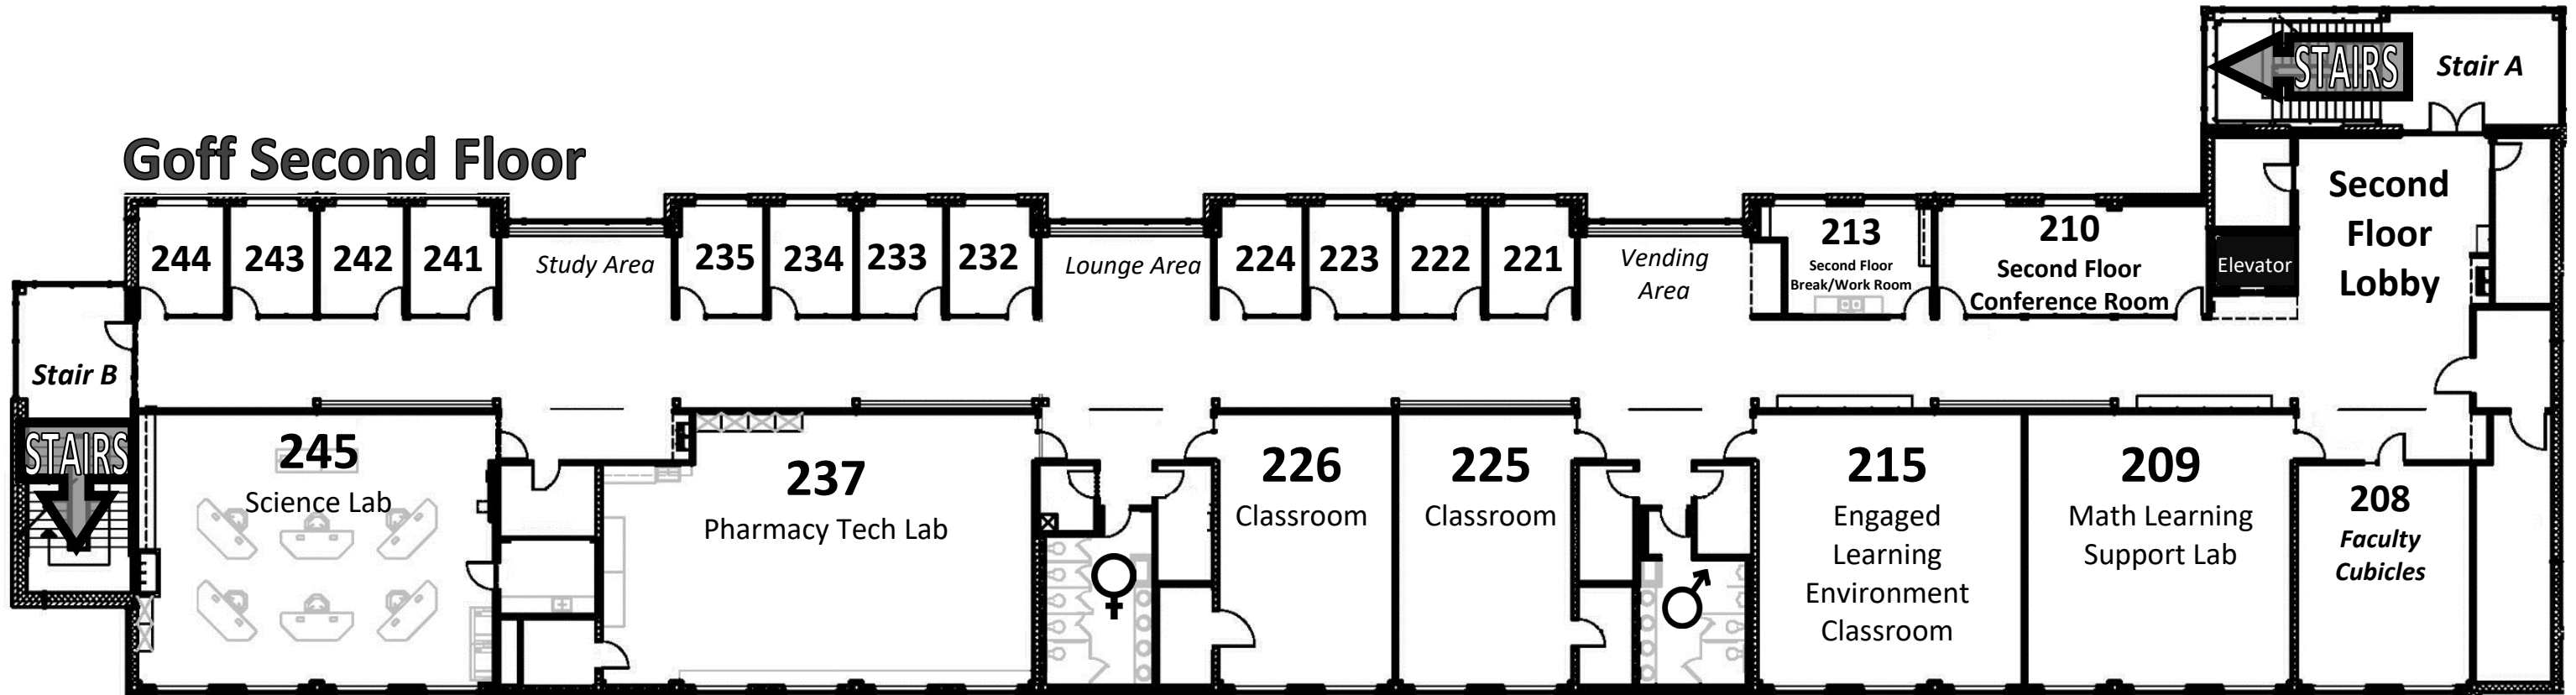 STAIRS
Stair A
Goff Second Floor
Second
Floor
Lobby
244
243
242
241
Study Area
235
234
233
232
Lounge Area
224
223
222
221
Vending
Area
213
Second Floor
Break/Work Room
210
Second Floor
Conference Room
Elevator
Stair B
STAIRS
245
Science Lab
237
Pharmacy Tech Lab
226
Classroom
225
Classroom
215
Engaged
Learning
Environment
Classroom
209
Math Learning
Support Lab
208
Faculty
Cubicles